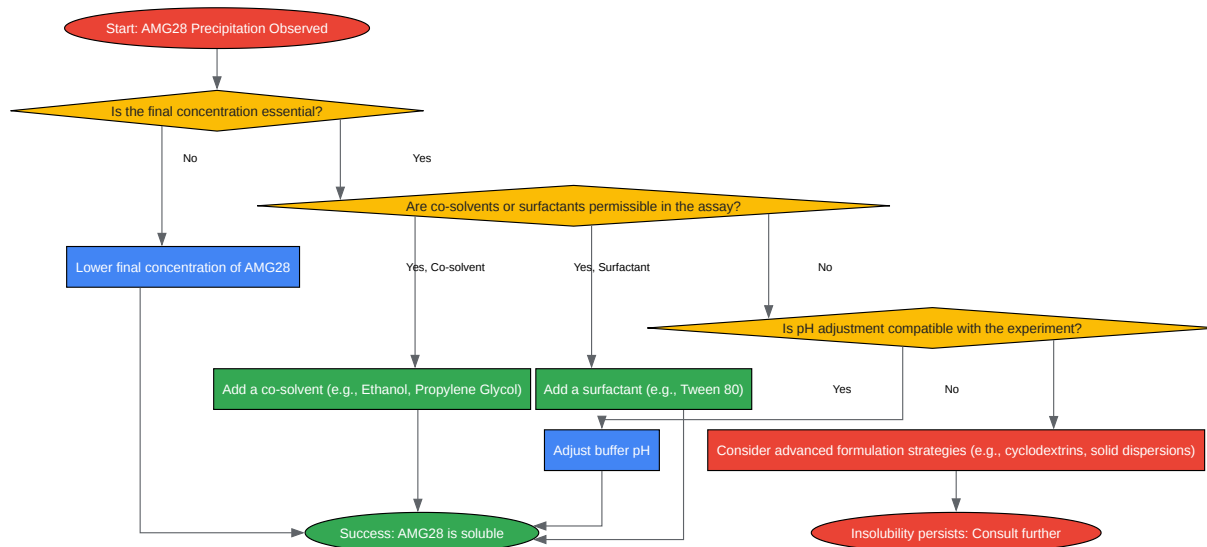 Start: AMG28 Precipitation Observed
Is the final concentration essential?
No
Yes
Are co-solvents or surfactants permissible in the assay?
Lower final concentration of AMG28
Yes, Co-solvent
Yes, Surfactant
No
Is pH adjustment compatible with the experiment?
Add a co-solvent (e.g., Ethanol, Propylene Glycol)
Add a surfactant (e.g., Tween 80)
Yes
No
Adjust buffer pH
Consider advanced formulation strategies (e.g., cyclodextrins, solid dispersions)
Success: AMG28 is soluble
Insolubility persists: Consult further